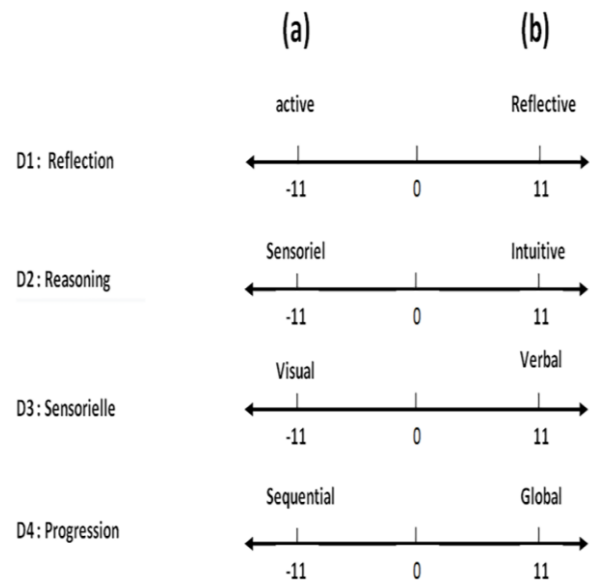 (a) (b)
active Reflective
D1: Reflection
-11 0 11
Sensoriel Intuitive
D2: Reasoning
-11 0 11
Visual Verbal
D3: Sensorielle
-11 0 11
Sequential Global
D4: Progression
-11 0 11